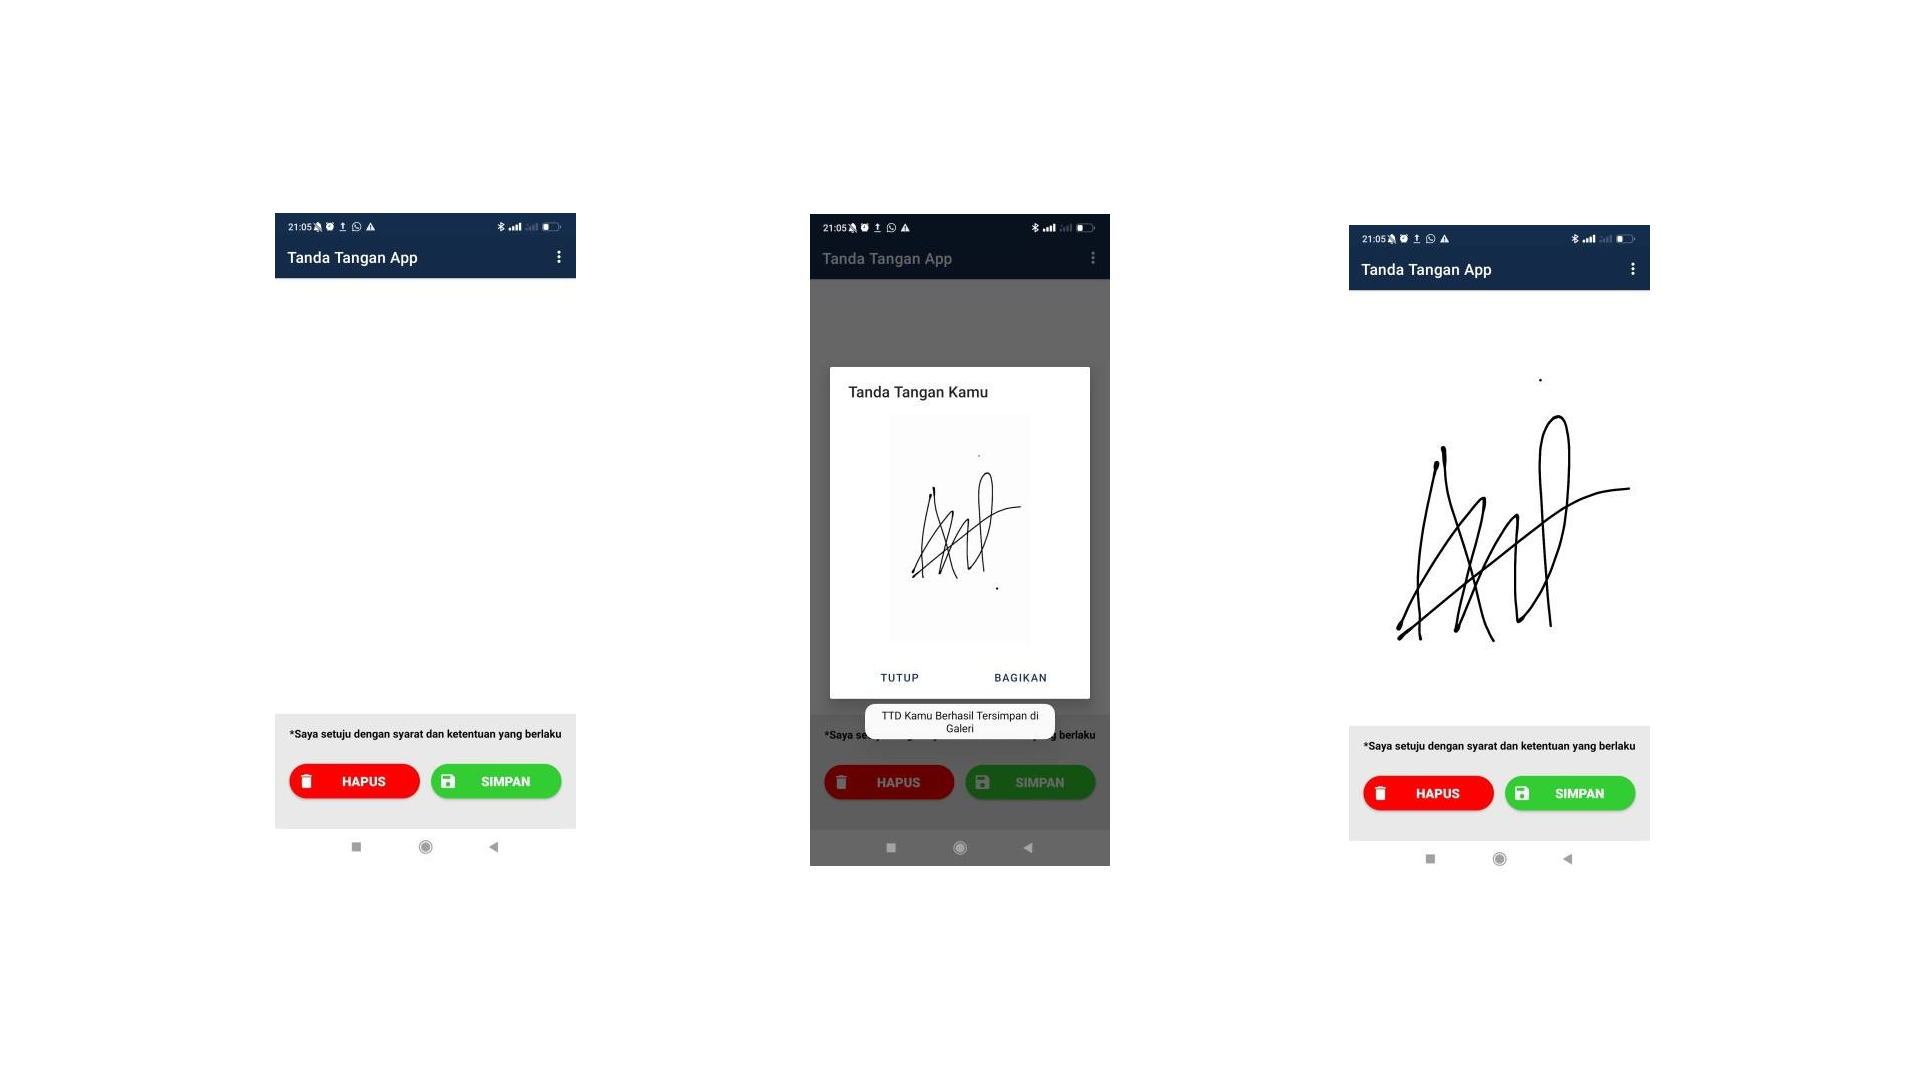 21:05
Tanda Tangan App
*Saya setuju dengan syarat dan ketentuan yang berlaku
HAPUS
SIMPAN
21:05
Tanda Tangan App
Tanda Tangan Kamu
TUTUP
BAGIKAN
TTD Kamu Berhasil Tersimpan di
Galeri
*Saya se berlaku
HAPUS
SIMPAN
21:05
Tanda Tangan App
*Saya setuju dengan syarat dan ketentuan yang berlaku
HAPUS
SIMPAN